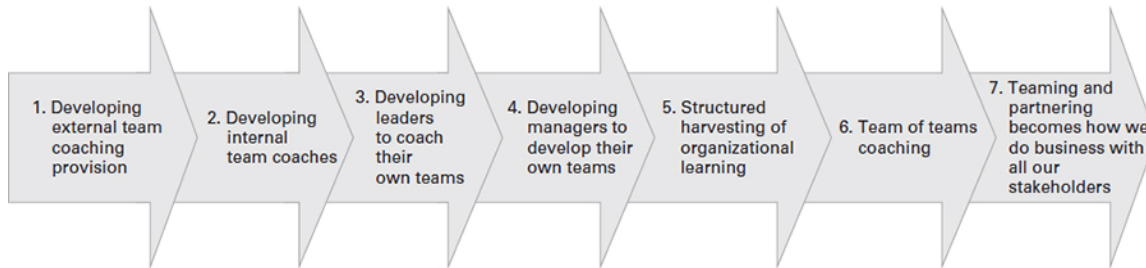 1. Developing
external team
coaching
provision
2. Developing
internal
team coaches
3. Developing
leaders
to coach
their
own teams
4. Developing
managers to
develop their
own teams
5. Structured
harvesting of
organizational
learning
6. Team of teams
coaching
7. Teaming and
partnering
becomes how we
do business with
all our
stakeholders